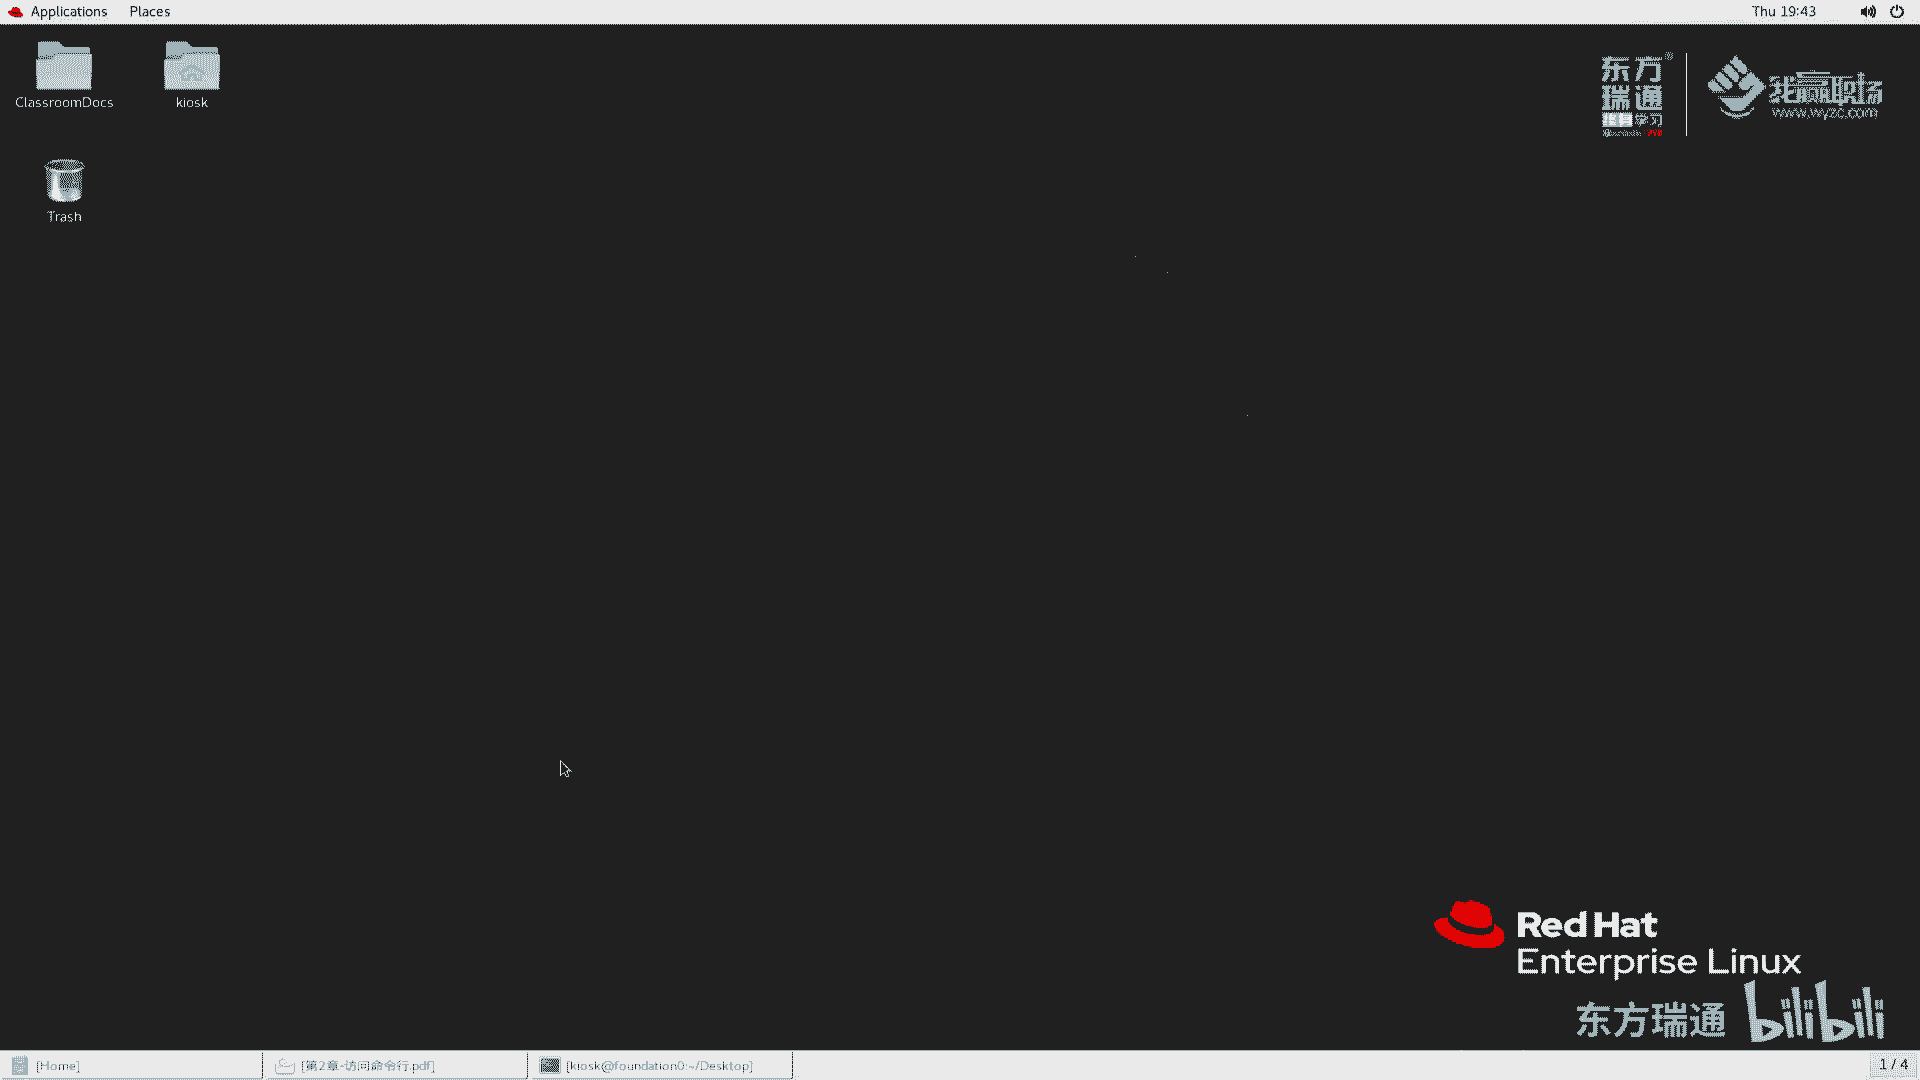 Applications Places
Thu 19:43
ClassroomDocs
kiosk
Trash
东方
瑞通
终身学习
®
我赢职场
www.wyzc.com
Red Hat
Enterprise Linux
东方瑞通 bilibili
[Home]
[第2章-访问命令行.pdf]
[kiosk@foundation0:~/Desktop]
1 / 4